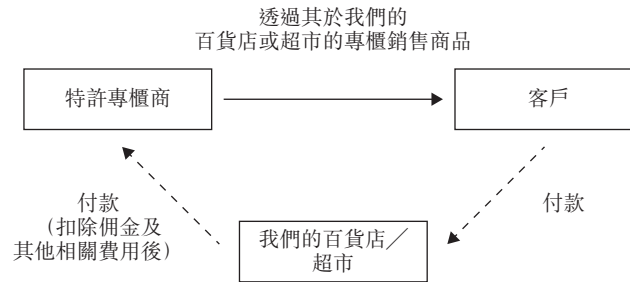 透過其於我們的
百貨店或超市的專櫃銷售商品
特許專櫃商
客戶
付款
(扣除佣金及
其他相關費用後)
付款
我們的百貨店／
超市